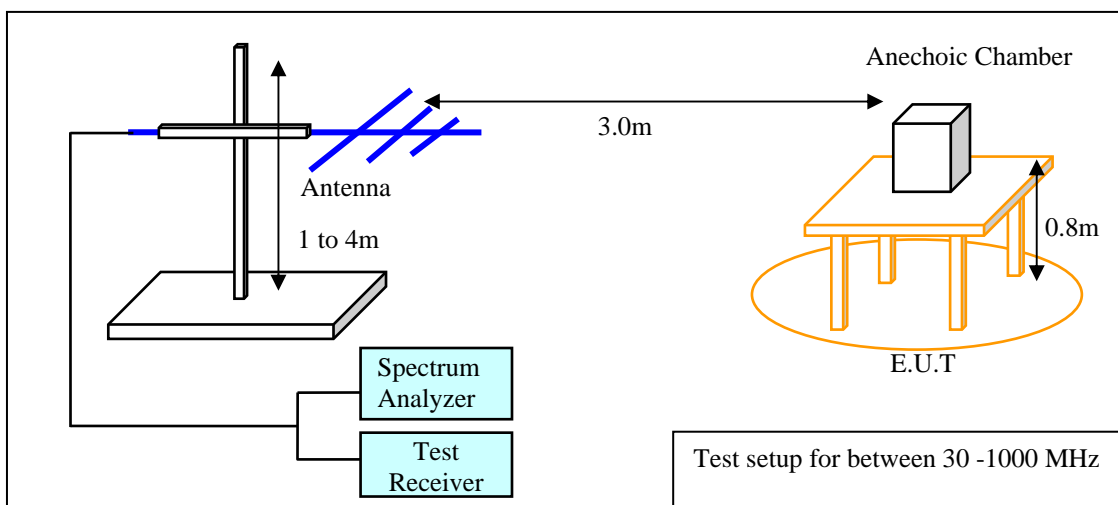 Anechoic Chamber
3.0m
Antenna
1 to 4m
0.8m
E.U.T
Spectrum
Analyzer
Test
Receiver
Test setup for between 30 -1000 MHz